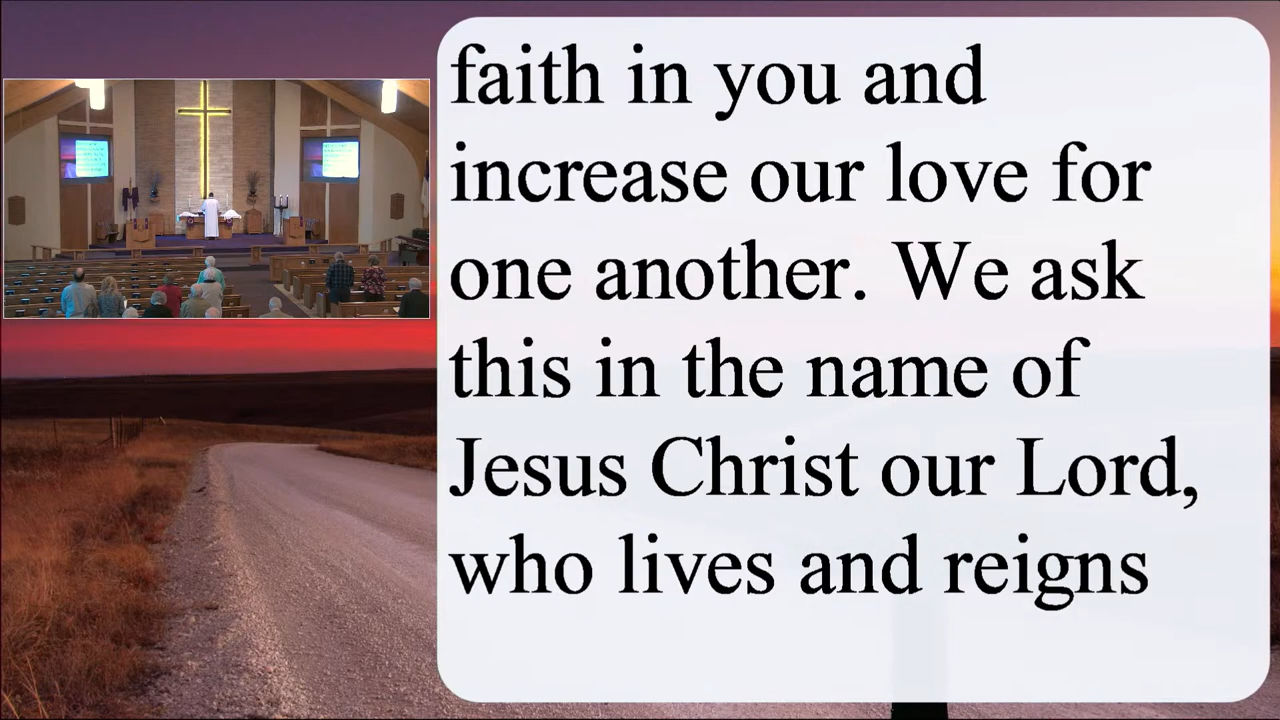 faith in you and
increase our love for
one another. We ask
this in the name of
Jesus Christ our Lord,
who lives and reigns